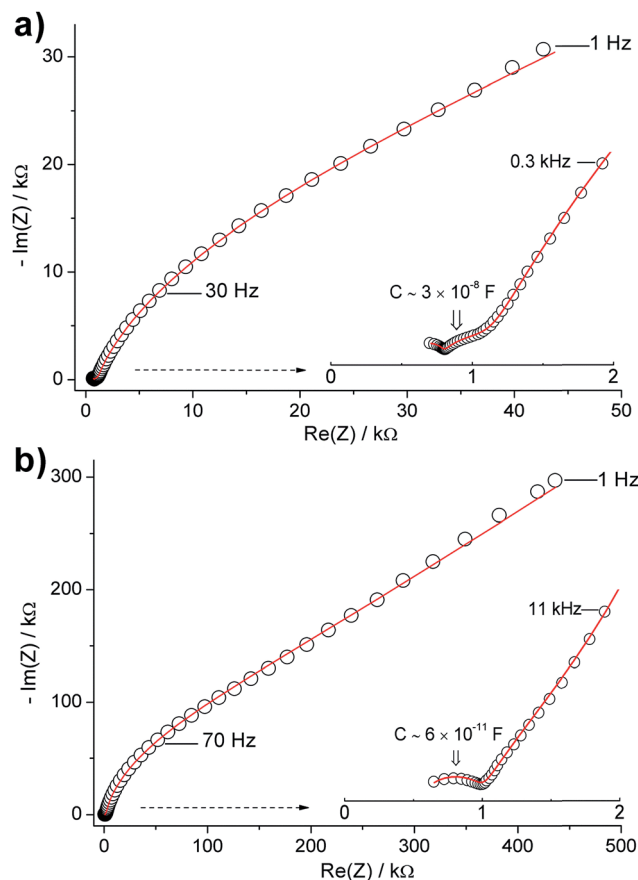 a)
30
20
10
0
- Im(Z) / kΩ
1 Hz
0.3 kHz
30 Hz
C ~ 3 × 10⁻⁸ F
0 1 2
0 10 20 30 40 50
Re(Z) / kΩ
b)
300
200
100
0
- Im(Z) / kΩ
1 Hz
11 kHz
70 Hz
C ~ 6 × 10⁻¹¹ F
0 1 2
0 100 200 300 400 500
Re(Z) / kΩ